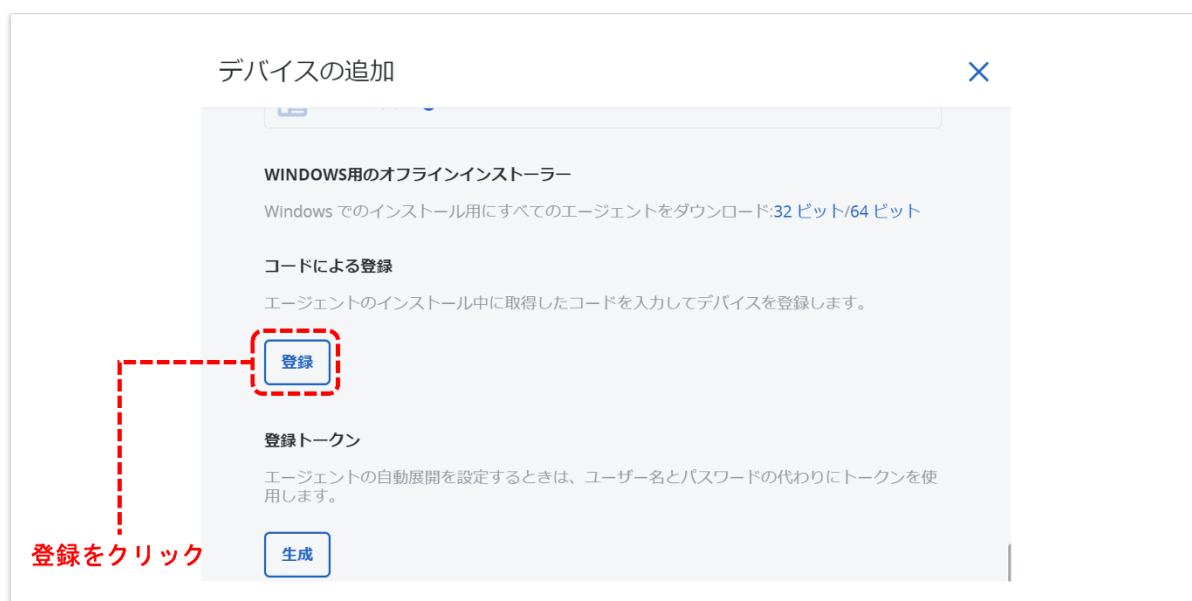 デバイスの追加
WINDOWS用のオフラインインストーラー
Windows でのインストール用にすべてのエージェントをダウンロード:32 ビット/64 ビット
コードによる登録
エージェントのインストール中に取得したコードを入力してデバイスを登録します。
登録
登録トークン
エージェントの自動展開を設定するときは、ユーザー名とパスワードの代わりにトークンを使
用します。
登録をクリック
生成